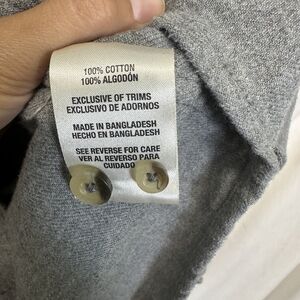 100% COTTON
100% ALGODÓN
EXCLUSIVE OF TRIMS
EXCLUSIVO DE ADORNOS
MADE IN BANGLADESH
HECHO EN BANGLADESH
SEE REVERSE FOR CARE
VER AL REVERSO PARA
CUIDADO